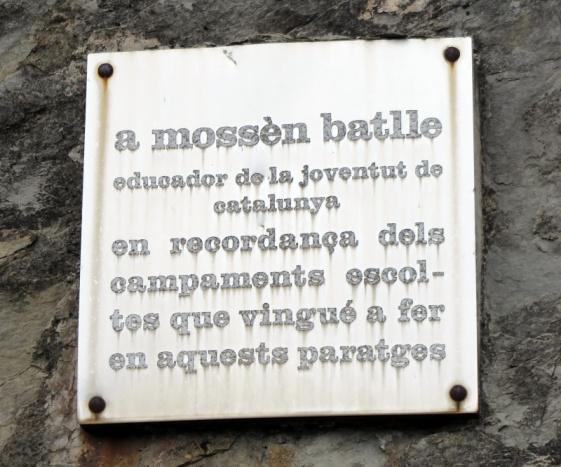 a mossèn batlle
educador de la joventut de
catalunya
en recordança dels
campaments escol-
tes que vingué a fer
en aquests paratges